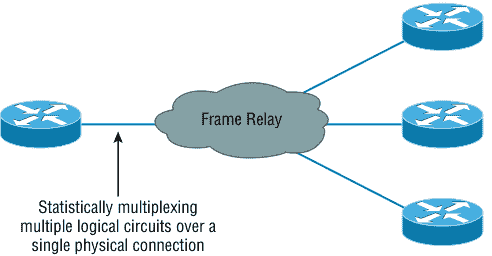 Frame Relay
Statistically multiplexing
multiple logical circuits over a
single physical connection